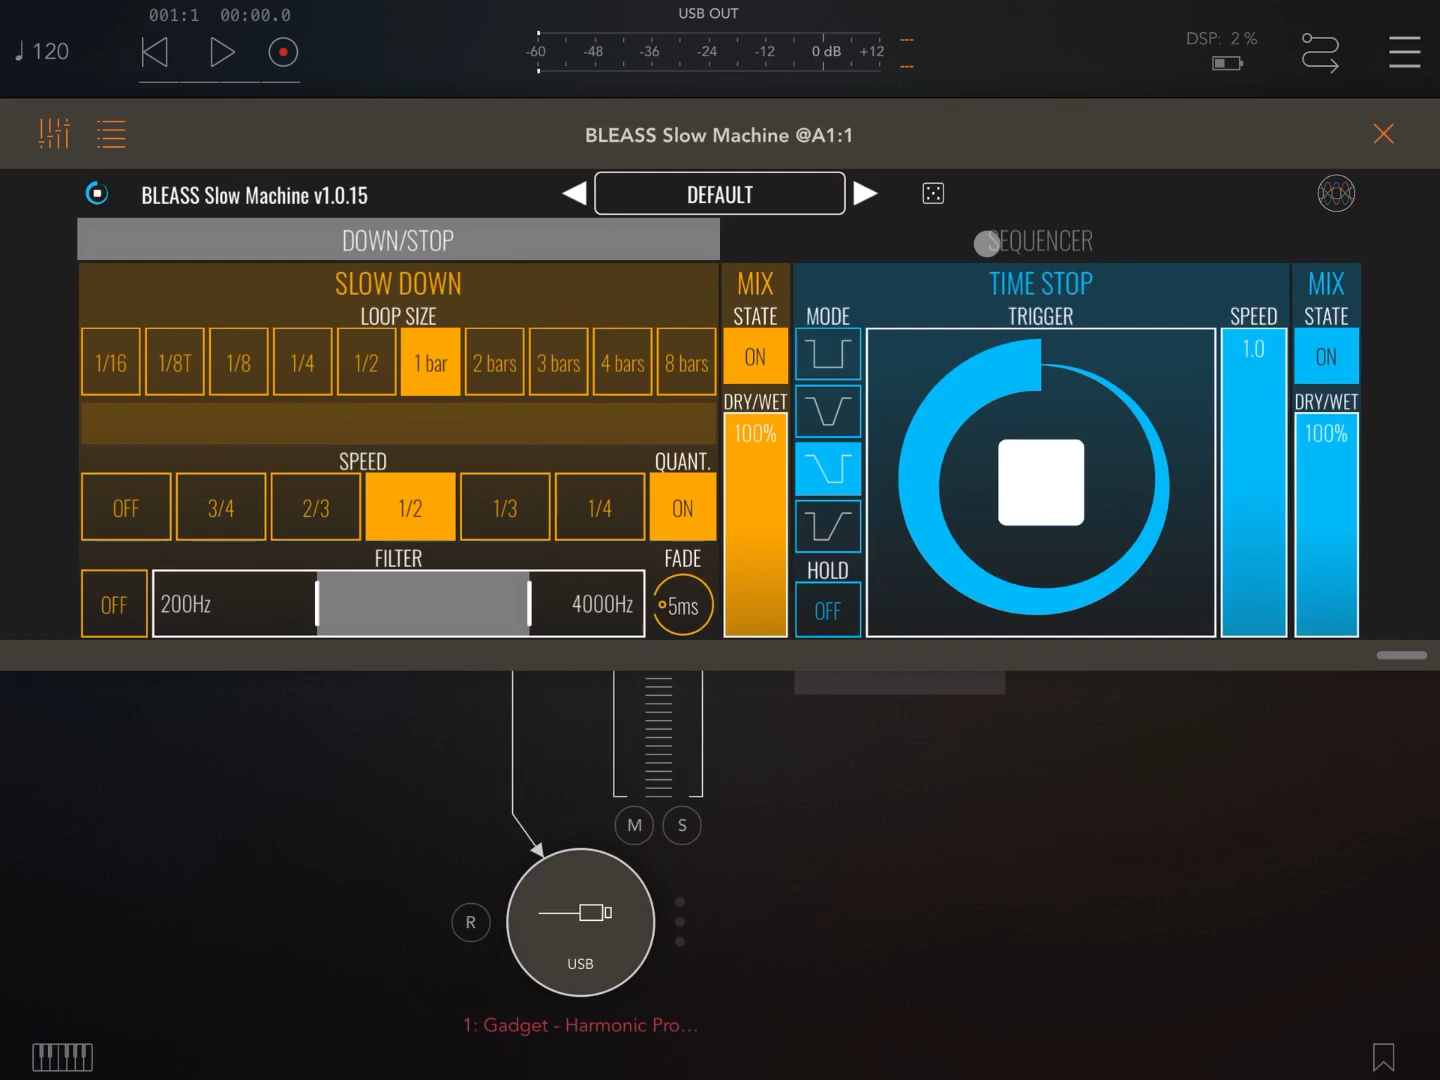 001:1 00:00.0
USB OUT
♩120
-60 -48 -36 -24 -12 0 dB +12
DSP: 2 %
BLEASS Slow Machine @A1:1
BLEASS Slow Machine v1.0.15
DEFAULT
DOWN/STOP
SEQUENCER
SLOW DOWN
MIX
TIME STOP
MIX
LOOP SIZE
STATE
MODE
TRIGGER
SPEED
STATE
1/16 1/8T 1/8 1/4 1/2 1 bar 2 bars 3 bars 4 bars 8 bars
ON
1.0
ON
DRY/WET
DRY/WET
100%
100%
SPEED
QUANT.
OFF 3/4 2/3 1/2 1/3 1/4
ON
FILTER
FADE
HOLD
OFF
200Hz
4000Hz
5ms
OFF
M S
R
USB
1: Gadget - Harmonic Pro...